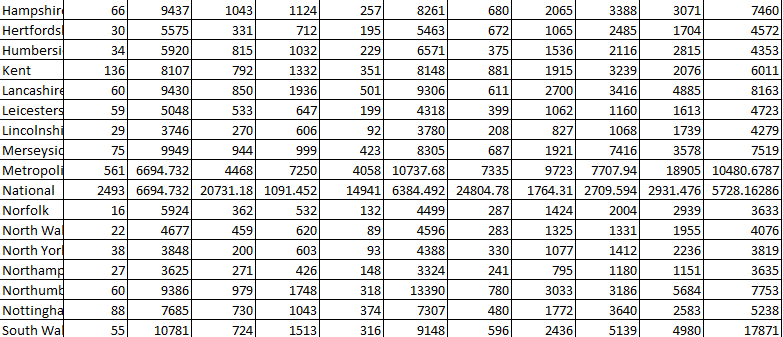 Hampshire 66 9437 1043 1124 257 8261 680 2065 3388 3071 7460
Hertfordsl 30 5575 331 712 195 5463 672 1065 2485 1704 4572
Humbersi 34 5920 815 1032 229 6571 375 1536 2116 2815 4353
Kent 136 8107 792 1332 351 8148 881 1915 3239 2076 6011
Lancashire 60 9430 850 1936 501 9306 611 2700 3416 4885 8163
Leicesters 59 5048 533 647 199 4318 399 1062 1160 1613 4723
Lincolnshi 29 3746 270 606 92 3780 208 827 1068 1739 4279
Merseysid 75 9949 944 999 423 8305 687 1921 7416 3578 7519
Metropoli 561 6694.732 4468 7250 4058 10737.68 7335 9723 7707.94 18905 10480.6787
National 2493 6694.732 20731.18 1091.452 14941 6384.492 24804.78 1764.31 2709.594 2931.476 5728.16286
Norfolk 16 5924 362 532 132 4499 287 1424 2004 2939 3633
North Wal 22 4677 459 620 89 4596 283 1325 1331 1955 4076
North Yor 38 3848 200 603 93 4388 330 1077 1412 2236 3819
Northamp 27 3625 271 426 148 3324 241 795 1180 1151 3635
Northumb 60 9386 979 1748 318 13390 780 3033 3186 5684 7753
Nottingha 88 7685 730 1043 374 7307 480 1772 3640 2583 5238
South Wal 55 10781 724 1513 316 9148 596 2436 5139 4980 17871